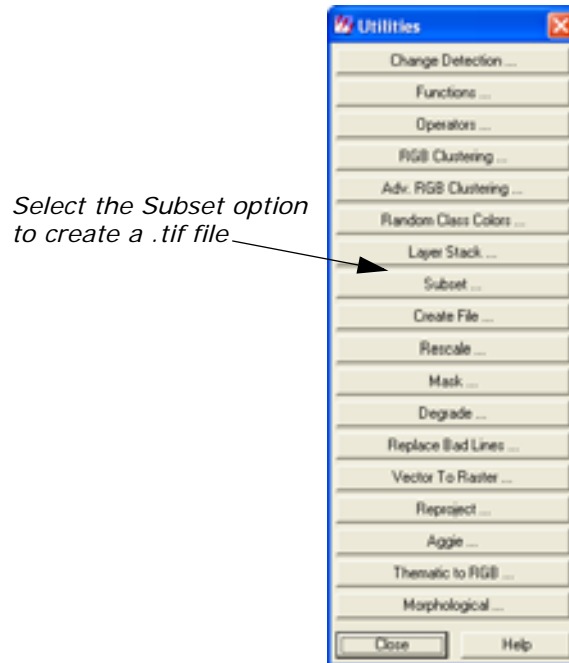 Utilities
Change Detection ...
Functions ...
Operators ...
RGB Clustering ...
Adv. RGB Clustering ...
Random Class Colors ...
Layer Stack ...
Subset ...
Create File ...
Rescale ...
Mask ...
Degrade ...
Replace Bad Lines ...
Vector To Raster ...
Reproject ...
Aggie ...
Thematic to RGB ...
Morphological ...
Close
Help
Select the Subset option
to create a .tif file